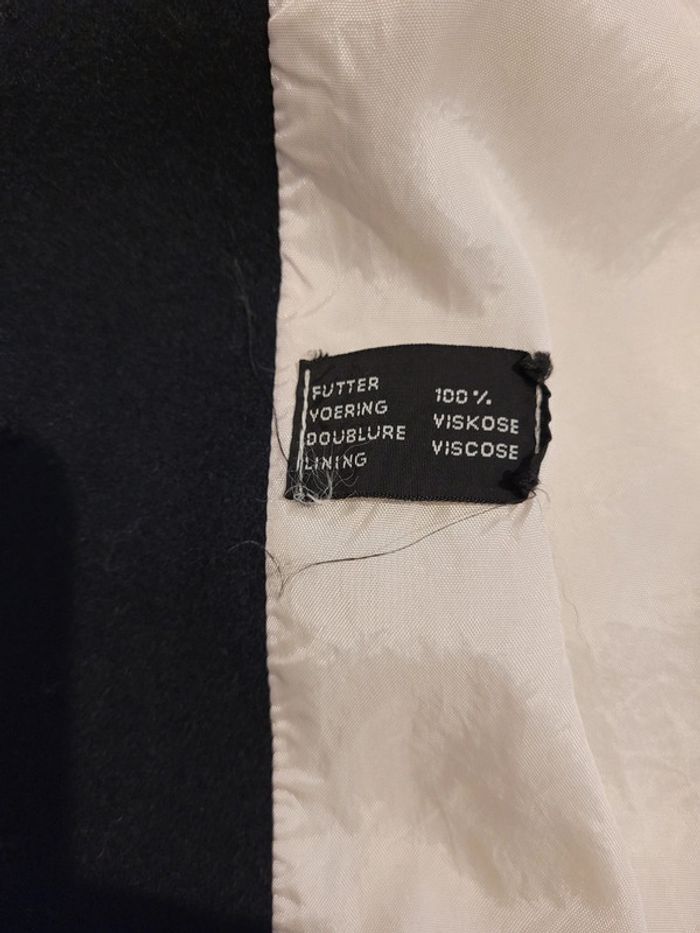 FUTTER 100%
VOERING VISKOSE
DOUBLURE VISCOSE
LINING